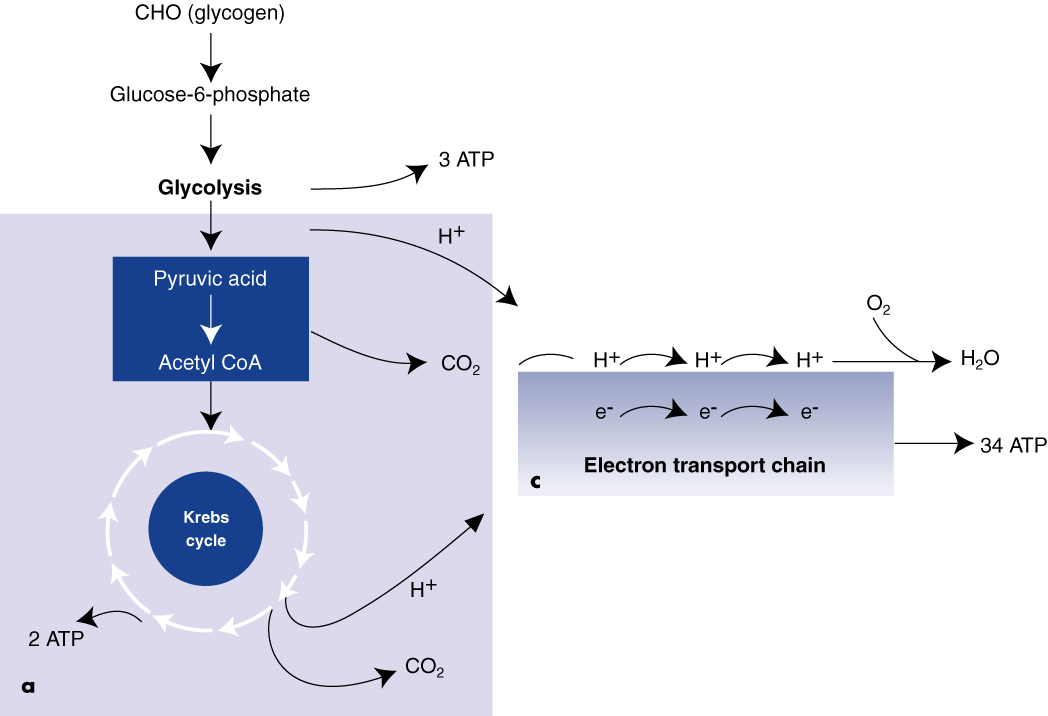 CHO (glycogen)
Glucose-6-phosphate
3 ATP
Glycolysis
H+
Pyruvic acid
Acetyl CoA
CO2
O2
H+ H+ H+
H2O
e- e- e-
34 ATP
Electron transport chain
c
Krebs
cycle
H+
2 ATP
CO2
a